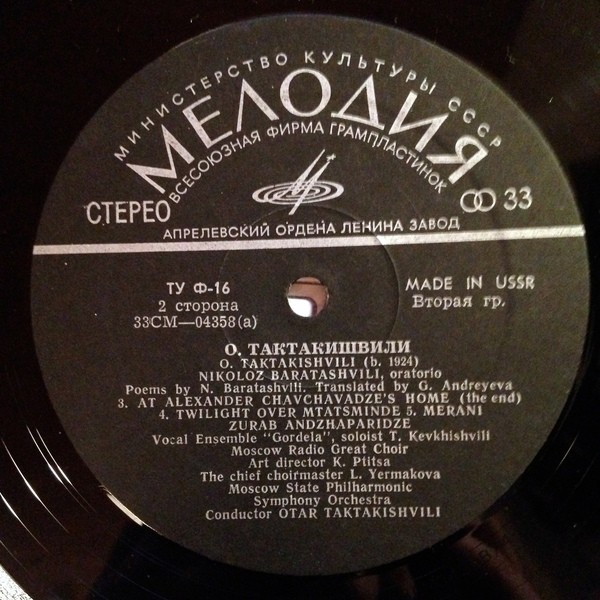 МИНИСТЕРСТВО КУЛЬТУРЫ СССР
МЕЛОДИЯ
ВСЕСОЮЗНАЯ ФИРМА ГРАМПЛАСТИНОК
СТЕРЕО
33
АПРЕЛЕВСКИЙ ОРДЕНА ЛЕНИНА ЗАВОД
ТУ Ф-16
2 сторона
33СМ—04358(а)
MADE IN USSR
Вторая гр.
О. ТАКТАКИШВИЛИ
O. TAKTAKISHVILI (b. 1924)
NIKOLOZ BARATASHVILI, oratorio
Poems by N. Baratashvili. Translated by G. Andreyeva
3. AT ALEXANDER CHAVCHAVADZE'S HOME (the end)
4. TWILIGHT OVER MTATSMINDE 5. MERANI
ZURAB ANDZHAPARIDZE
Vocal Ensemble "Gordela", soloist T. Kevkhishvili
Moscow Radio Great Choir
Art director K. Ptitsa
The chief choirmaster L. Yermakova
Moscow State Philharmonic
Symphony Orchestra
Conductor OTAR TAKTAKISHVILI